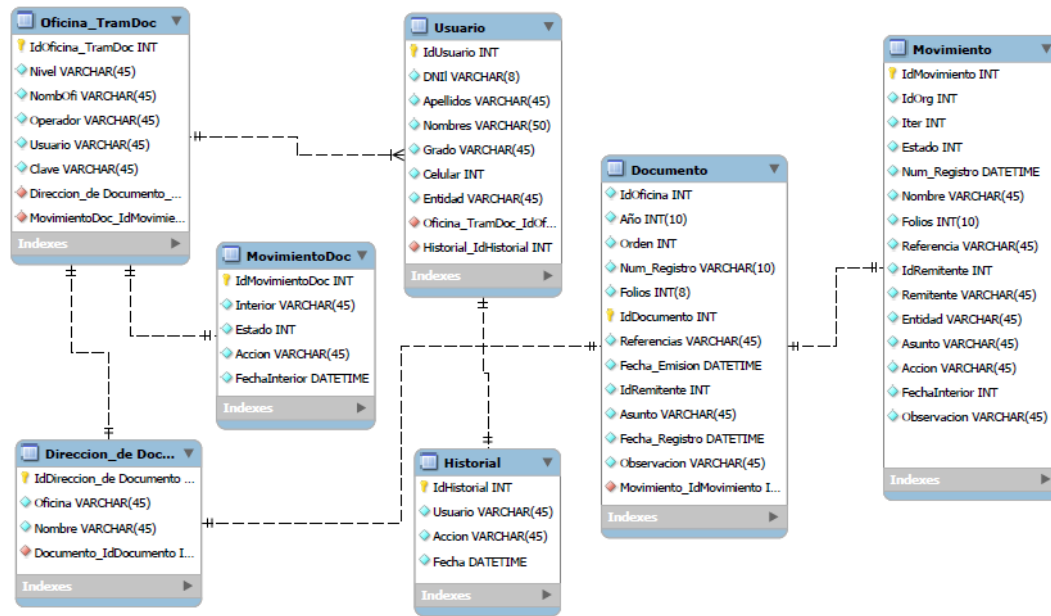 Oficina_TramDoc
IdOficina_TramDoc INT
Nivel VARCHAR(45)
NombOfi VARCHAR(45)
Operador VARCHAR(45)
Usuario VARCHAR(45)
Clave VARCHAR(45)
Direccion_de Documento_...
MovimientoDoc_IdMovimie...
Indexes
Usuario
IdUsuario INT
DNIl VARCHAR(8)
Apellidos VARCHAR(45)
Nombres VARCHAR(50)
Grado VARCHAR(45)
Celular INT
Entidad VARCHAR(45)
Oficina_TramDoc_IdOf...
Historial_IdHistorial INT
Indexes
Movimiento
IdMovimiento INT
IdOrg INT
Iter INT
Estado INT
Num_Registro DATETIME
Nombre VARCHAR(45)
Folios INT(10)
Referencia VARCHAR(45)
IdRemitente INT
Remitente VARCHAR(45)
Entidad VARCHAR(45)
Asunto VARCHAR(45)
Accion VARCHAR(45)
FechaInterior INT
Observacion VARCHAR(45)
Indexes
Documento
IdOficina INT
Año INT(10)
Orden INT
Num_Registro VARCHAR(10)
Folios INT(8)
IdDocumento INT
Referencias VARCHAR(45)
Fecha_Emision DATETIME
IdRemitente INT
Asunto VARCHAR(45)
Fecha_Registro DATETIME
Observacion VARCHAR(45)
Movimiento_IdMovimiento I...
Indexes
MovimientoDoc
IdMovimientoDoc INT
Interior VARCHAR(45)
Estado INT
Accion VARCHAR(45)
FechaInterior DATETIME
Indexes
Direccion_de Doc...
IdDireccion_de Documento ...
Oficina VARCHAR(45)
Nombre VARCHAR(45)
Documento_IdDocumento I...
Indexes
Historial
IdHistorial INT
Usuario VARCHAR(45)
Accion VARCHAR(45)
Fecha DATETIME
Indexes